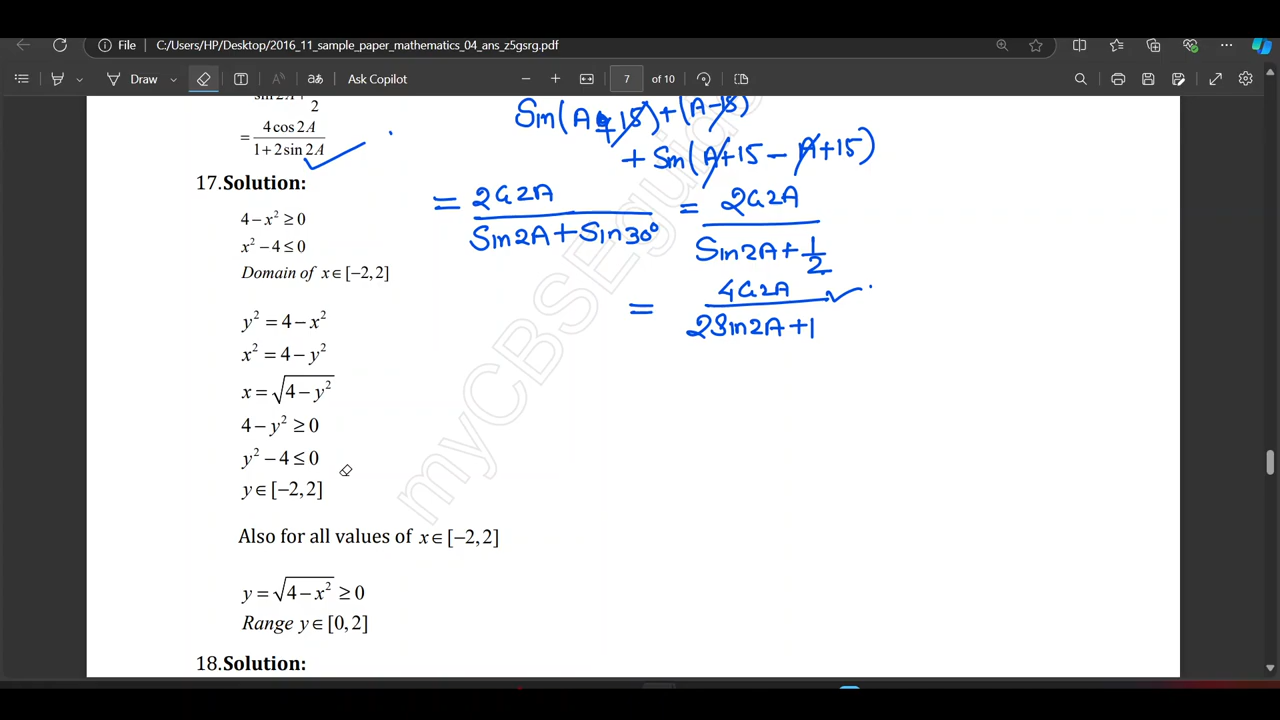 File C:/Users/HP/Desktop/2016_11_sample_paper_mathematics_04_ans_z5gsrg.pdf
Draw Ask Copilot 7 of 10
2
= 4cos2A / 1+2sin2A
Sin(A+15)+(A-15)
+ Sin(A+15 - A+15)
17.Solution:
4-x² ≥ 0
x²-4 ≤ 0
Domain of x∈[-2,2]
= 2C2A / Sin2A+Sin30° = 2C2A / Sin2A+1/2
= 4C2A / 2Sin2A+1
y² = 4-x²
x² = 4-y²
x = √4-y²
4-y² ≥ 0
y²-4 ≤ 0
y∈[-2,2]
Also for all values of x∈[-2,2]
y = √4-x² ≥ 0
Range y∈[0,2]
18.Solution:
myCBSEguide